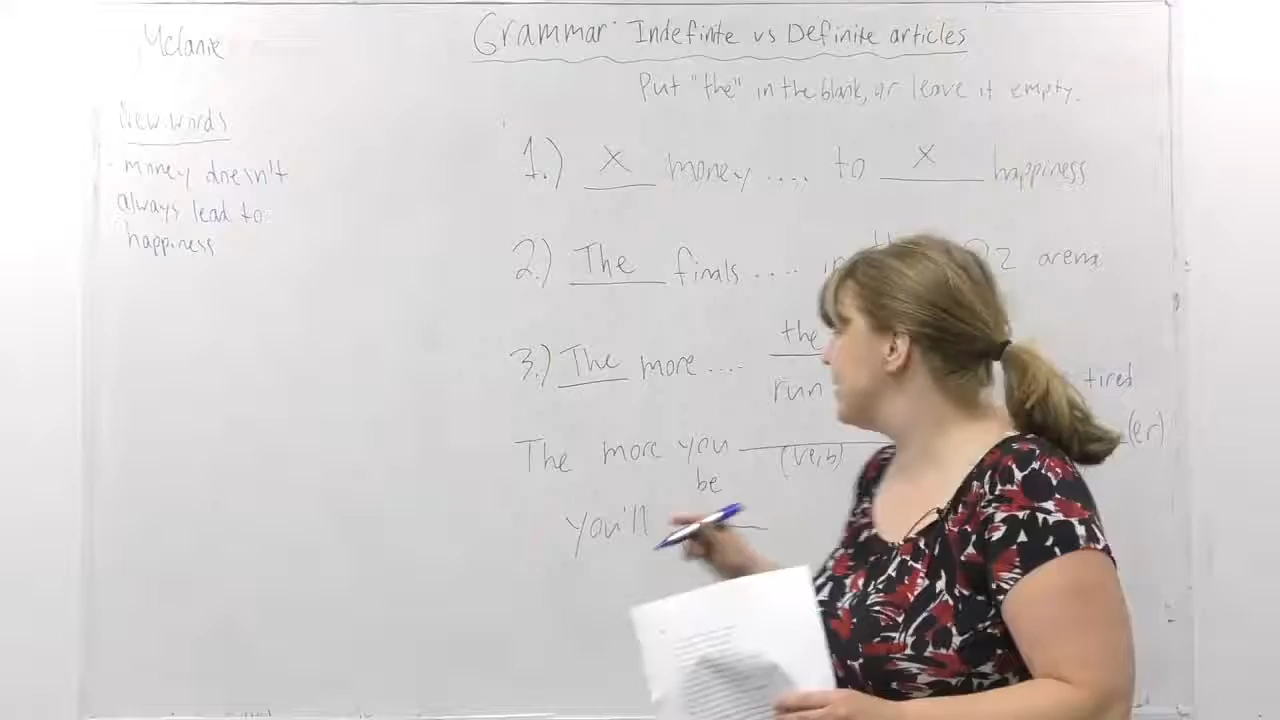 Melanie
Grammar: Indefinite vs Definite articles
Put "the" in the blank, or leave it empty.
New words
- money doesn't
always lead to
happiness
1.) X money .... to X happiness
2.) The finals .... in O2 arena
3.) The more .... the
run tired
The more you (verb) (er)
be
you'll